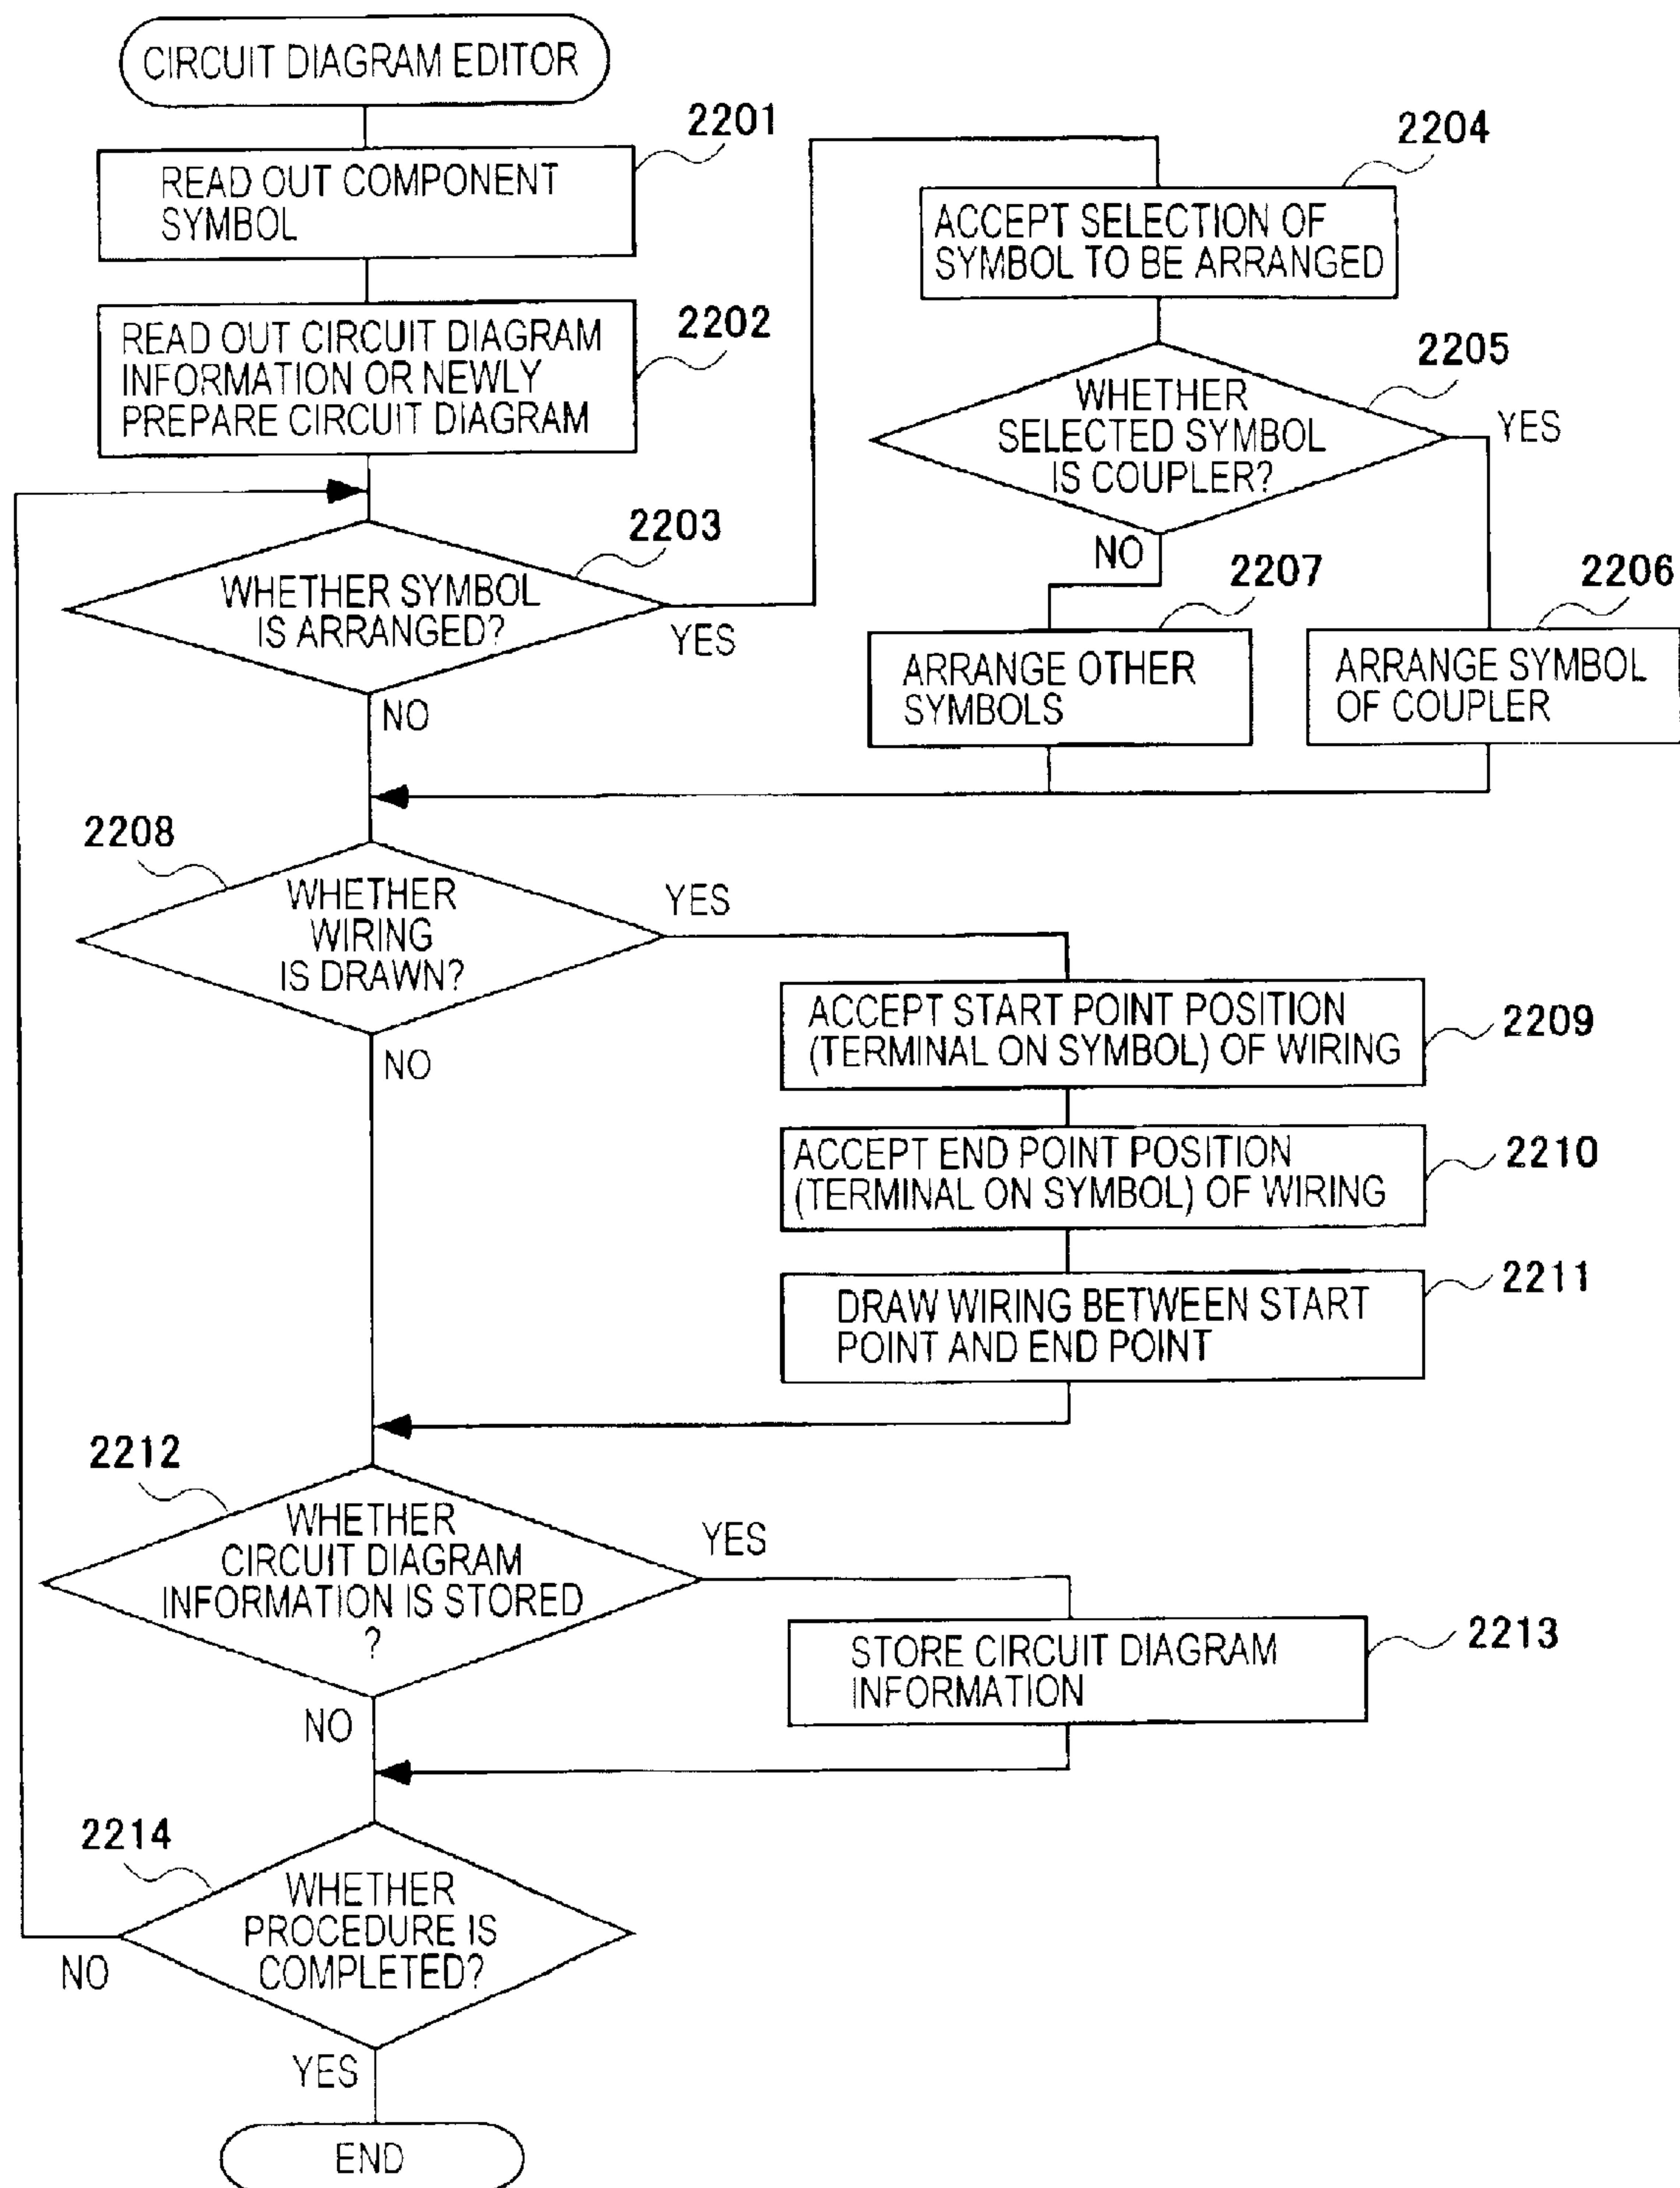 CIRCUIT DIAGRAM EDITOR
2201
READ OUT COMPONENT
SYMBOL
2202
READ OUT CIRCUIT DIAGRAM
INFORMATION OR NEWLY
PREPARE CIRCUIT DIAGRAM
2203
WHETHER SYMBOL
IS ARRANGED?
YES
NO
2204
ACCEPT SELECTION OF
SYMBOL TO BE ARRANGED
2205
WHETHER
SELECTED SYMBOL
IS COUPLER?
YES
NO
2207
ARRANGE OTHER
SYMBOLS
2206
ARRANGE SYMBOL
OF COUPLER
2208
WHETHER
WIRING
IS DRAWN?
YES
NO
ACCEPT START POINT POSITION
(TERMINAL ON SYMBOL) OF WIRING
2209
ACCEPT END POINT POSITION
(TERMINAL ON SYMBOL) OF WIRING
2210
DRAW WIRING BETWEEN START
POINT AND END POINT
2211
2212
WHETHER
CIRCUIT DIAGRAM
INFORMATION IS STORED
?
YES
NO
STORE CIRCUIT DIAGRAM
INFORMATION
2213
2214
WHETHER
PROCEDURE IS
COMPLETED?
NO
YES
END